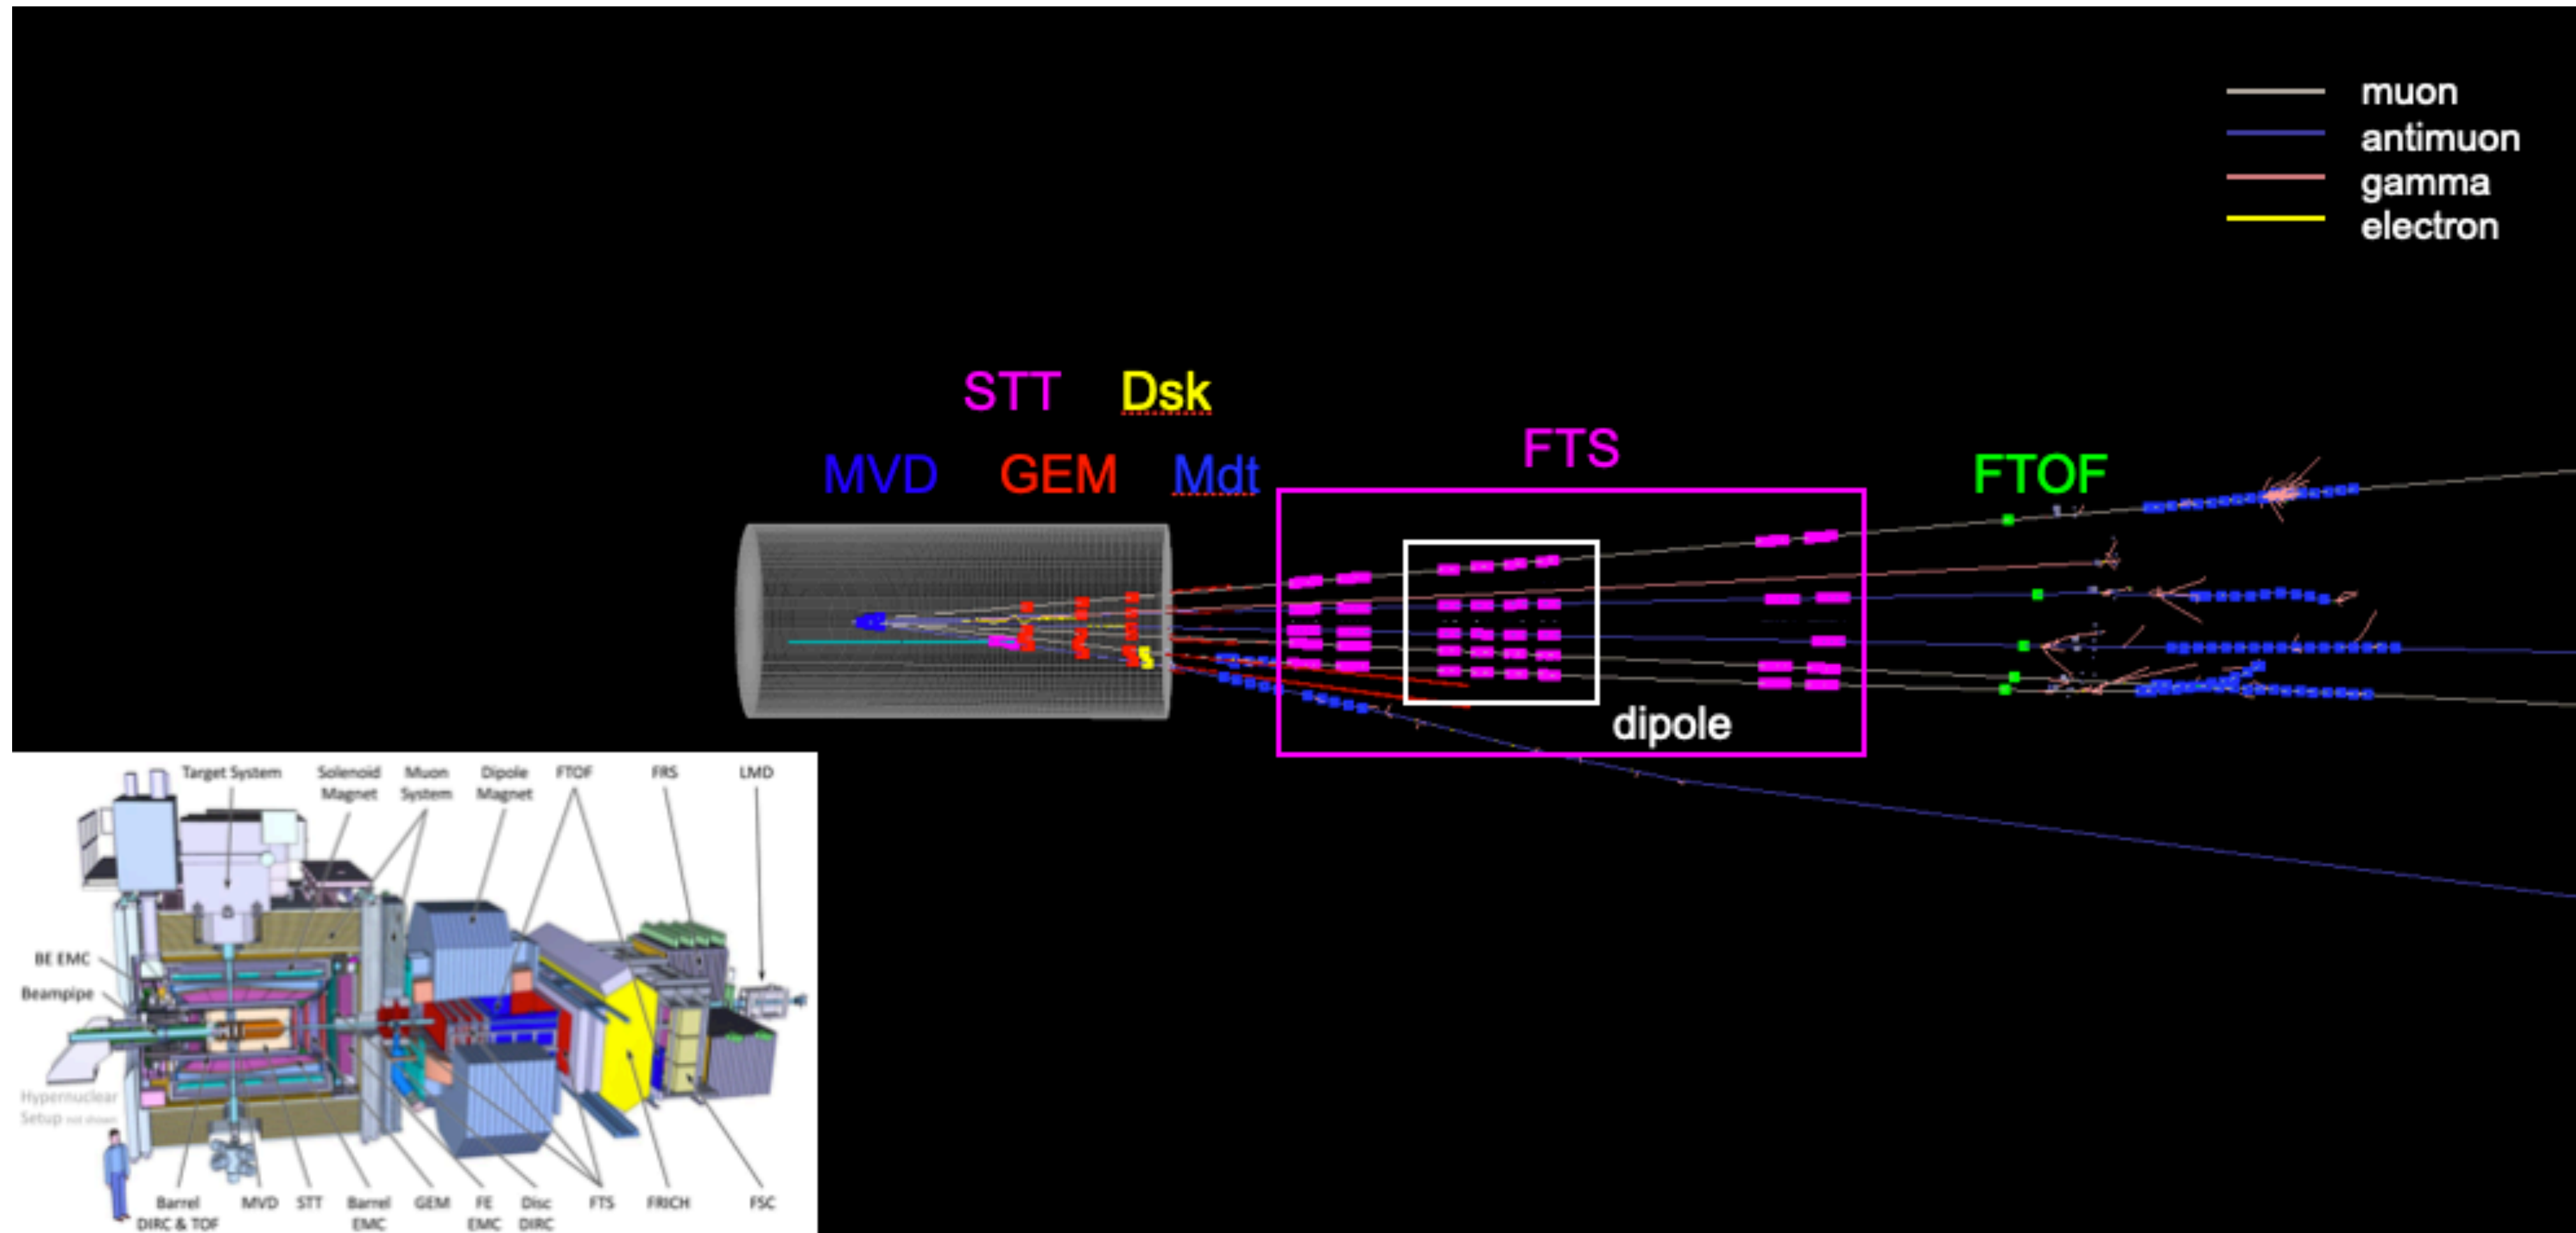 muon
antimuon
gamma
electron
STT
Dsk
FTS
MVD
GEM
Mdt
FTOF
dipole
Target System
Solenoid
Magnet
Muon
System
Dipole
Magnet
FTOF
FRS
LMD
BE EMC
Beampipe
Hypernuclear
Setup not shown
Barrel
DIRC & TOF
MVD
STT
Barrel
EMC
GEM
FE
EMC
Disc
DIRC
FTS
FRICH
FSC